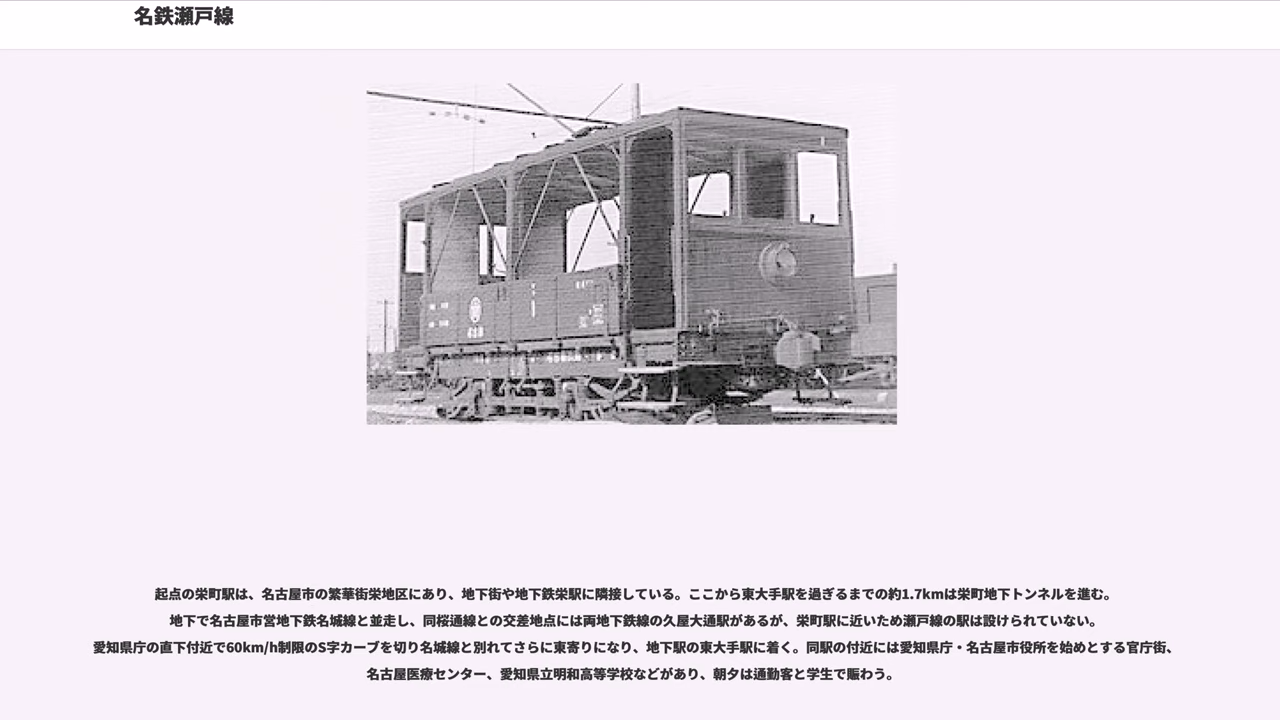 名鉄瀬戸線
起点の栄町駅は、名古屋市の繁華街栄地区にあり、地下街や地下鉄栄駅に隣接している。ここから東大手駅を過ぎるまでの約1.7kmは栄町地下トンネルを進む。
地下で名古屋市営地下鉄名城線と並走し、同桜通線との交差地点には両地下鉄線の久屋大通駅があるが、栄町駅に近いため瀬戸線の駅は設けられていない。
愛知県庁の直下付近で60km/h制限のS字カーブを切り名城線と別れてさらに東寄りになり、地下駅の東大手駅に着く。同駅の付近には愛知県庁・名古屋市役所を始めとする官庁街、
名古屋医療センター、愛知県立明和高等学校などがあり、朝夕は通勤客と学生で賑わう。